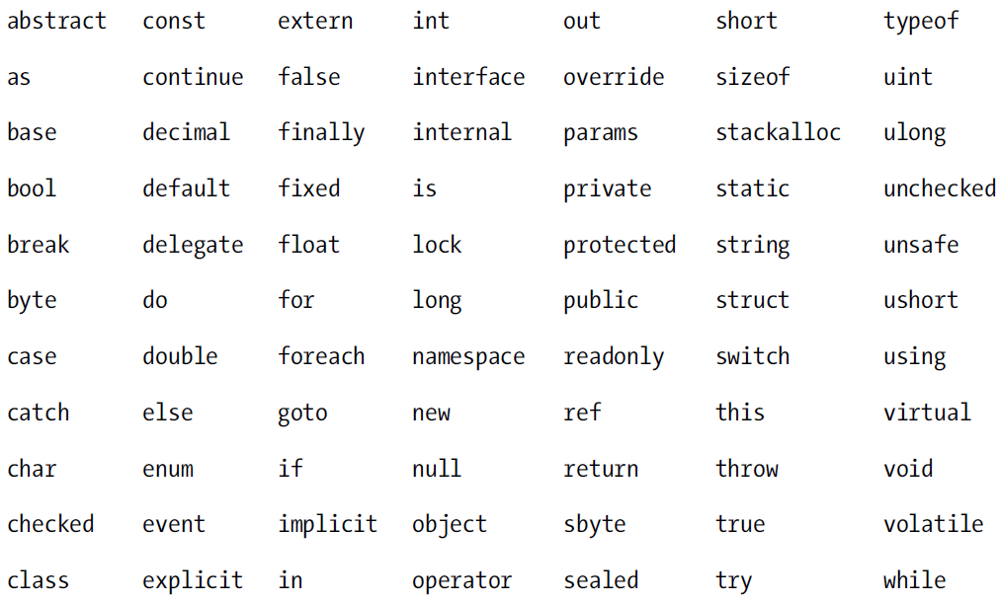 abstract const extern int out short typeof
as continue false interface override sizeof uint
base decimal finally internal params stackalloc ulong
bool default fixed is private static unchecked
break delegate float lock protected string unsafe
byte do for long public struct ushort
case double foreach namespace readonly switch using
catch else goto new ref this virtual
char enum if null return throw void
checked event implicit object sbyte true volatile
class explicit in operator sealed try while